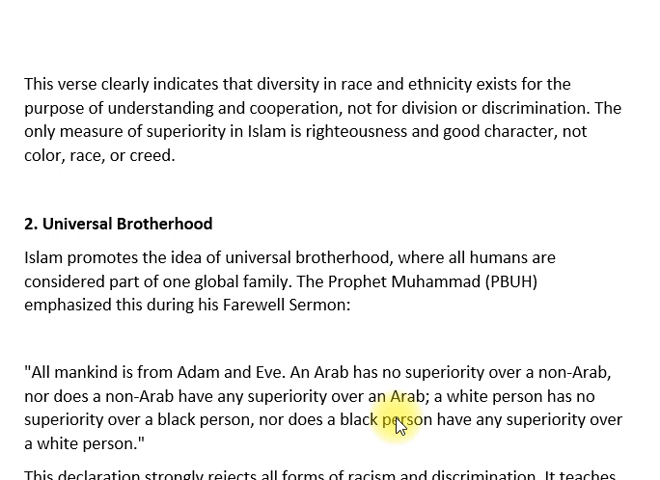 This verse clearly indicates that diversity in race and ethnicity exists for the
purpose of understanding and cooperation, not for division or discrimination. The
only measure of superiority in Islam is righteousness and good character, not
color, race, or creed.
2. Universal Brotherhood
Islam promotes the idea of universal brotherhood, where all humans are
considered part of one global family. The Prophet Muhammad (PBUH)
emphasized this during his Farewell Sermon:
"All mankind is from Adam and Eve. An Arab has no superiority over a non-Arab,
nor does a non-Arab have any superiority over an Arab; a white person has no
superiority over a black person, nor does a black person have any superiority over
a white person."
This declaration strongly rejects all forms of racism and discrimination. It teaches